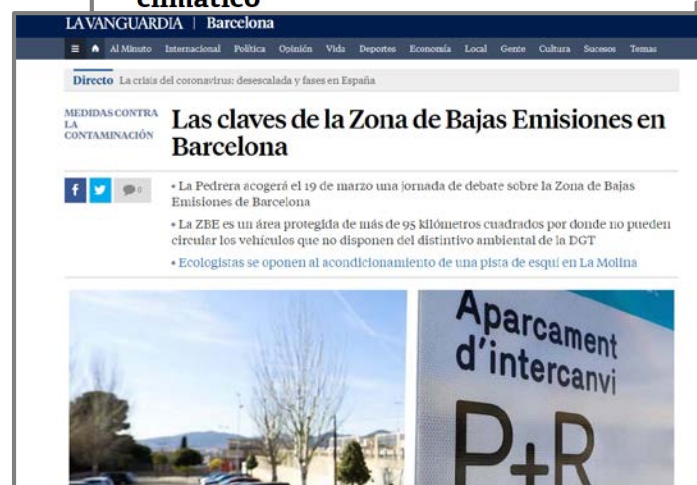 climático
LA VANGUARDIA | Barcelona
Al Minuto Internacional Política Opinión Vida Deportes Economía Local Gente Cultura Sucesos Temas
Directo La crisis del coronavirus: desescalada y fases en España
MEDIDAS CONTRA
LA
CONTAMINACIÓN
Las claves de la Zona de Bajas Emisiones en
Barcelona
f 0
• La Pedrera acogerá el 19 de marzo una jornada de debate sobre la Zona de Bajas
Emisiones de Barcelona
• La ZBE es un área protegida de más de 95 kilómetros cuadrados por donde no pueden
circular los vehículos que no disponen del distintivo ambiental de la DGT
• Ecologistas se oponen al acondicionamiento de una pista de esquí en La Molina
Aparcament
d'intercanvi
P+R